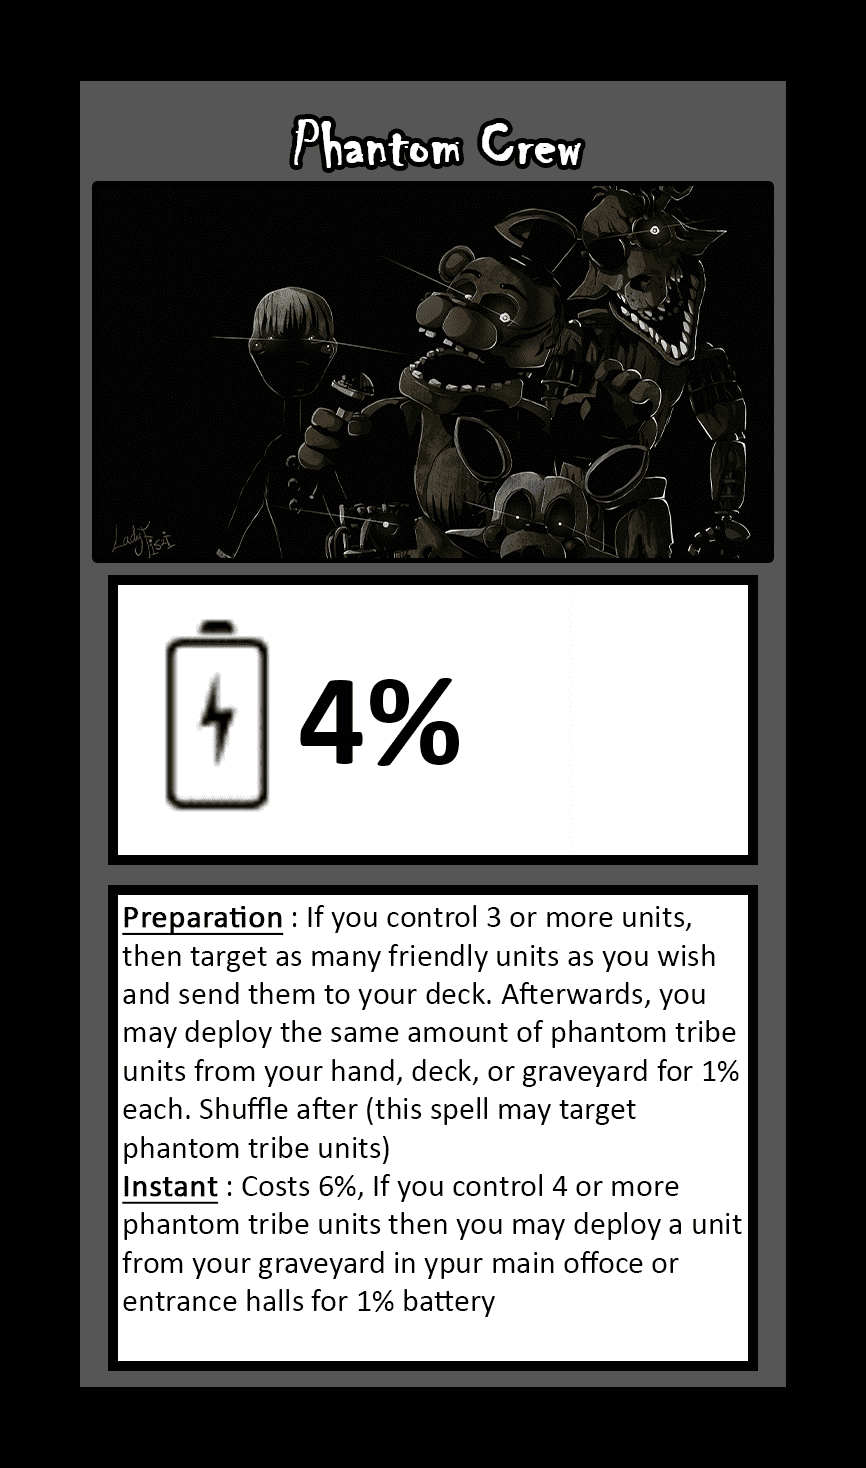 Phantom Crew
4%
Preparation : If you control 3 or more units,
then target as many friendly units as you wish
and send them to your deck. Afterwards, you
may deploy the same amount of phantom tribe
units from your hand, deck, or graveyard for 1%
each. Shuffle after (this spell may target
phantom tribe units)
Instant : Costs 6%, If you control 4 or more
phantom tribe units then you may deploy a unit
from your graveyard in ypur main offoce or
entrance halls for 1% battery